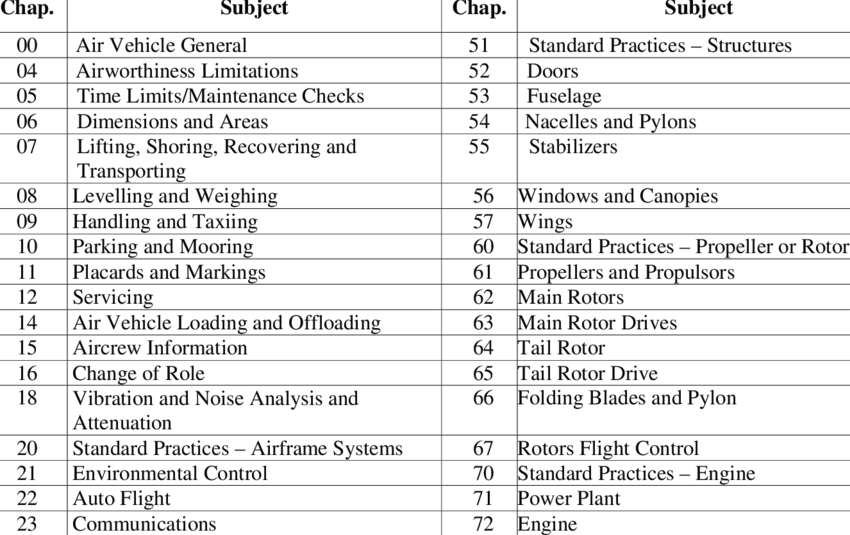 Chap. Subject Chap. Subject
00 Air Vehicle General 51 Standard Practices – Structures
04 Airworthiness Limitations 52 Doors
05 Time Limits/Maintenance Checks 53 Fuselage
06 Dimensions and Areas 54 Nacelles and Pylons
07 Lifting, Shoring, Recovering and 55 Stabilizers
Transporting
08 Levelling and Weighing 56 Windows and Canopies
09 Handling and Taxiing 57 Wings
10 Parking and Mooring 60 Standard Practices – Propeller or Rotor
11 Placards and Markings 61 Propellers and Propulsors
12 Servicing 62 Main Rotors
14 Air Vehicle Loading and Offloading 63 Main Rotor Drives
15 Aircrew Information 64 Tail Rotor
16 Change of Role 65 Tail Rotor Drive
18 Vibration and Noise Analysis and 66 Folding Blades and Pylon
Attenuation
20 Standard Practices – Airframe Systems 67 Rotors Flight Control
21 Environmental Control 70 Standard Practices – Engine
22 Auto Flight 71 Power Plant
23 Communications 72 Engine